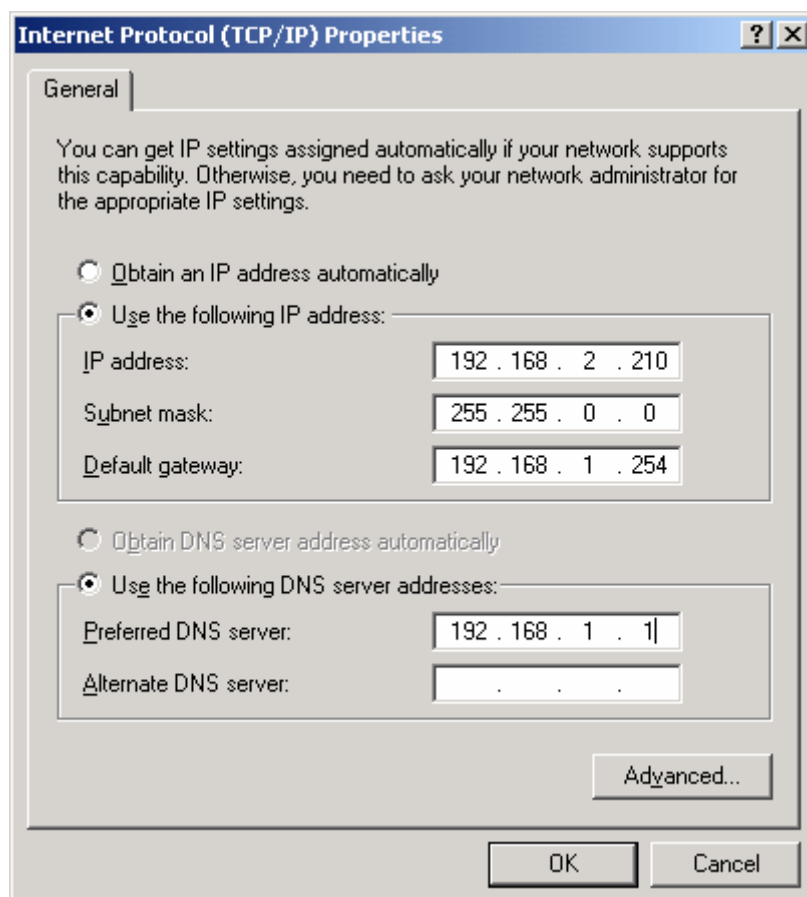 Internet Protocol (TCP/IP) Properties
General
You can get IP settings assigned automatically if your network supports
this capability. Otherwise, you need to ask your network administrator for
the appropriate IP settings.
Obtain an IP address automatically
Use the following IP address:
IP address: 192 . 168 . 2 . 210
Subnet mask: 255 . 255 . 0 . 0
Default gateway: 192 . 168 . 1 . 254
Obtain DNS server address automatically
Use the following DNS server addresses:
Preferred DNS server: 192 . 168 . 1 . 1
Alternate DNS server: . . .
Advanced...
OK Cancel